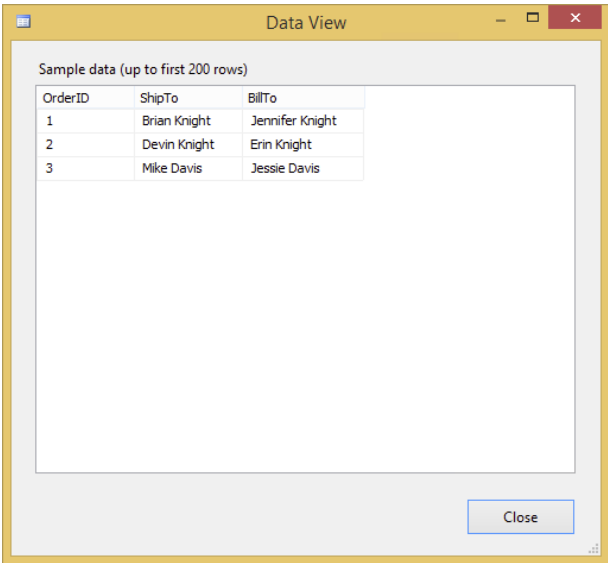 Data View
Sample data (up to first 200 rows)
OrderID ShipTo BillTo
1 Brian Knight Jennifer Knight
2 Devin Knight Erin Knight
3 Mike Davis Jessie Davis
Close